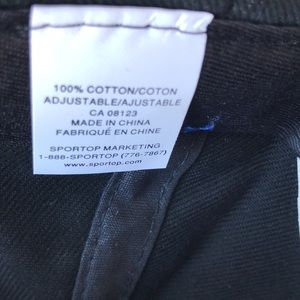 100% COTTON/COTON
ADJUSTABLE/AJUSTABLE
CA 08123
MADE IN CHINA
FABRIQUÉ EN CHINE
SPORTOP MARKETING
1-888-SPORTOP (776-7867)
www.sportop.com